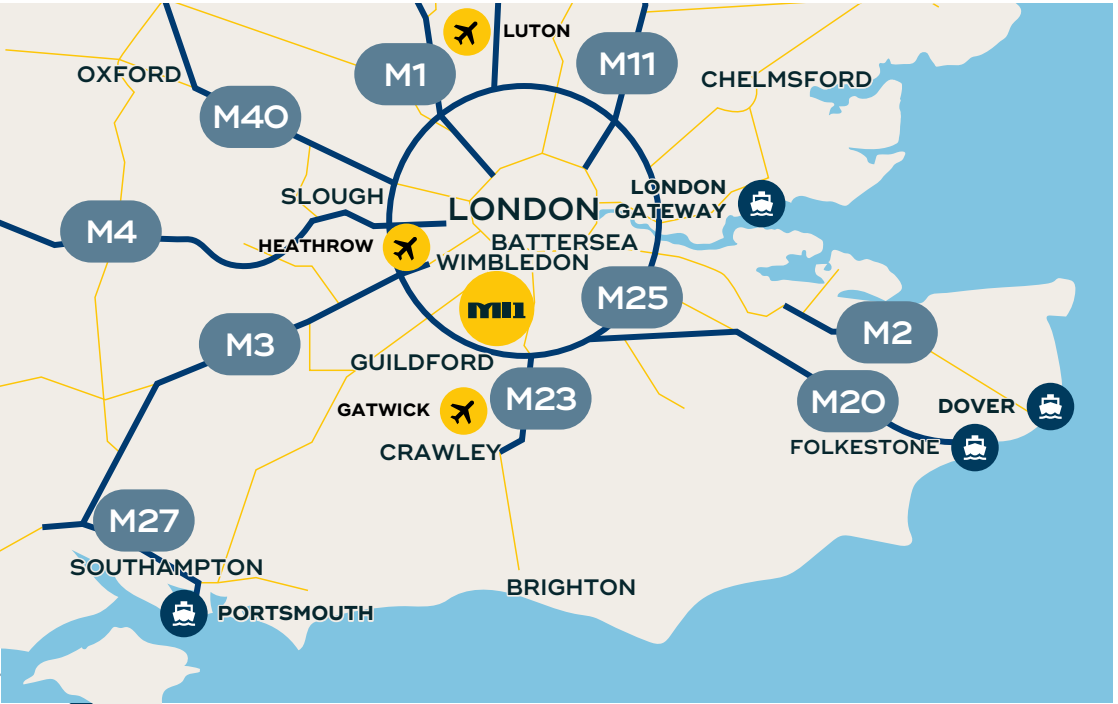 LUTON
M1
M11
OXFORD
CHELMSFORD
M40
SLOUGH
LONDON
GATEWAY
LONDON
M4
HEATHROW
BATTERSEA
WIMBLEDON
M25
M3
M2
GUILDFORD
GATWICK
M23
M20
DOVER
CRAWLEY
FOLKESTONE
M27
SOUTHAMPTON
BRIGHTON
PORTSMOUTH